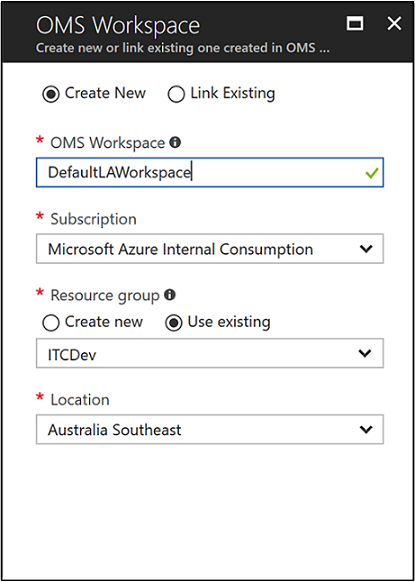 OMS Workspace
Create new or link existing one created in OMS ...
Create New Link Existing
* OMS Workspace
DefaultLAWorkspace
* Subscription
Microsoft Azure Internal Consumption
* Resource group
Create new Use existing
ITCDev
* Location
Australia Southeast